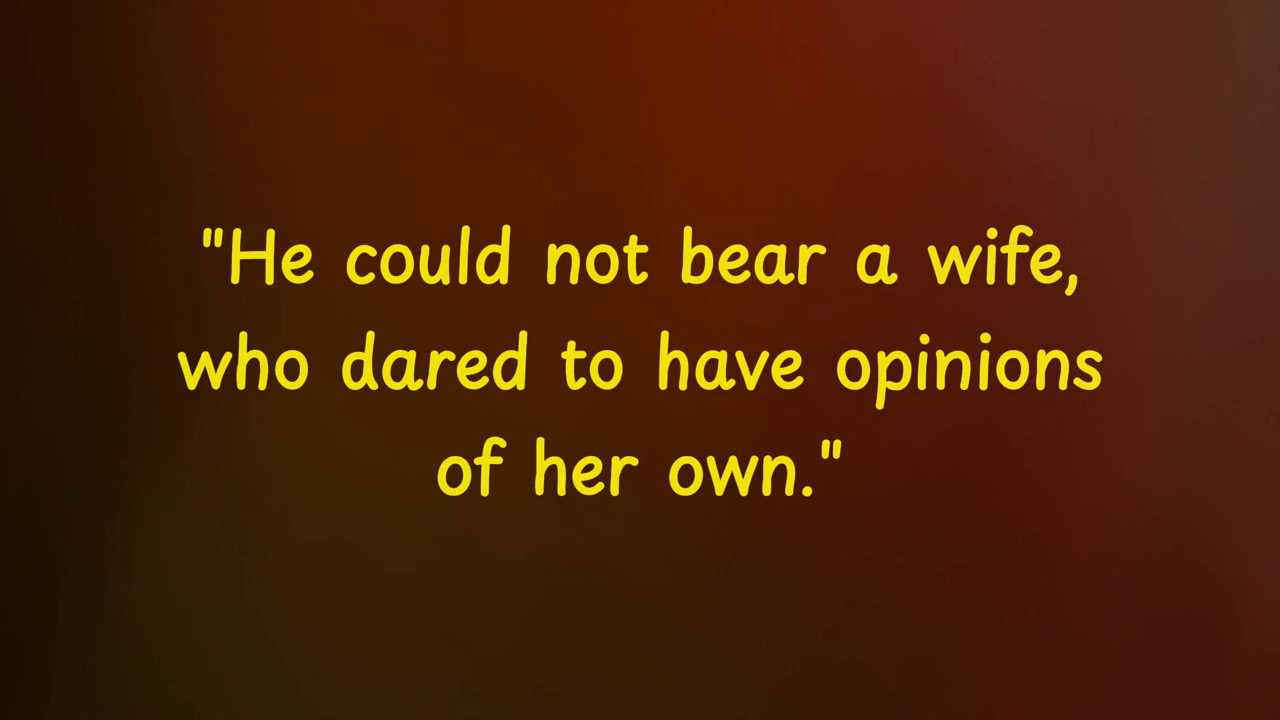 "He could not bear a wife,
who dared to have opinions
of her own."